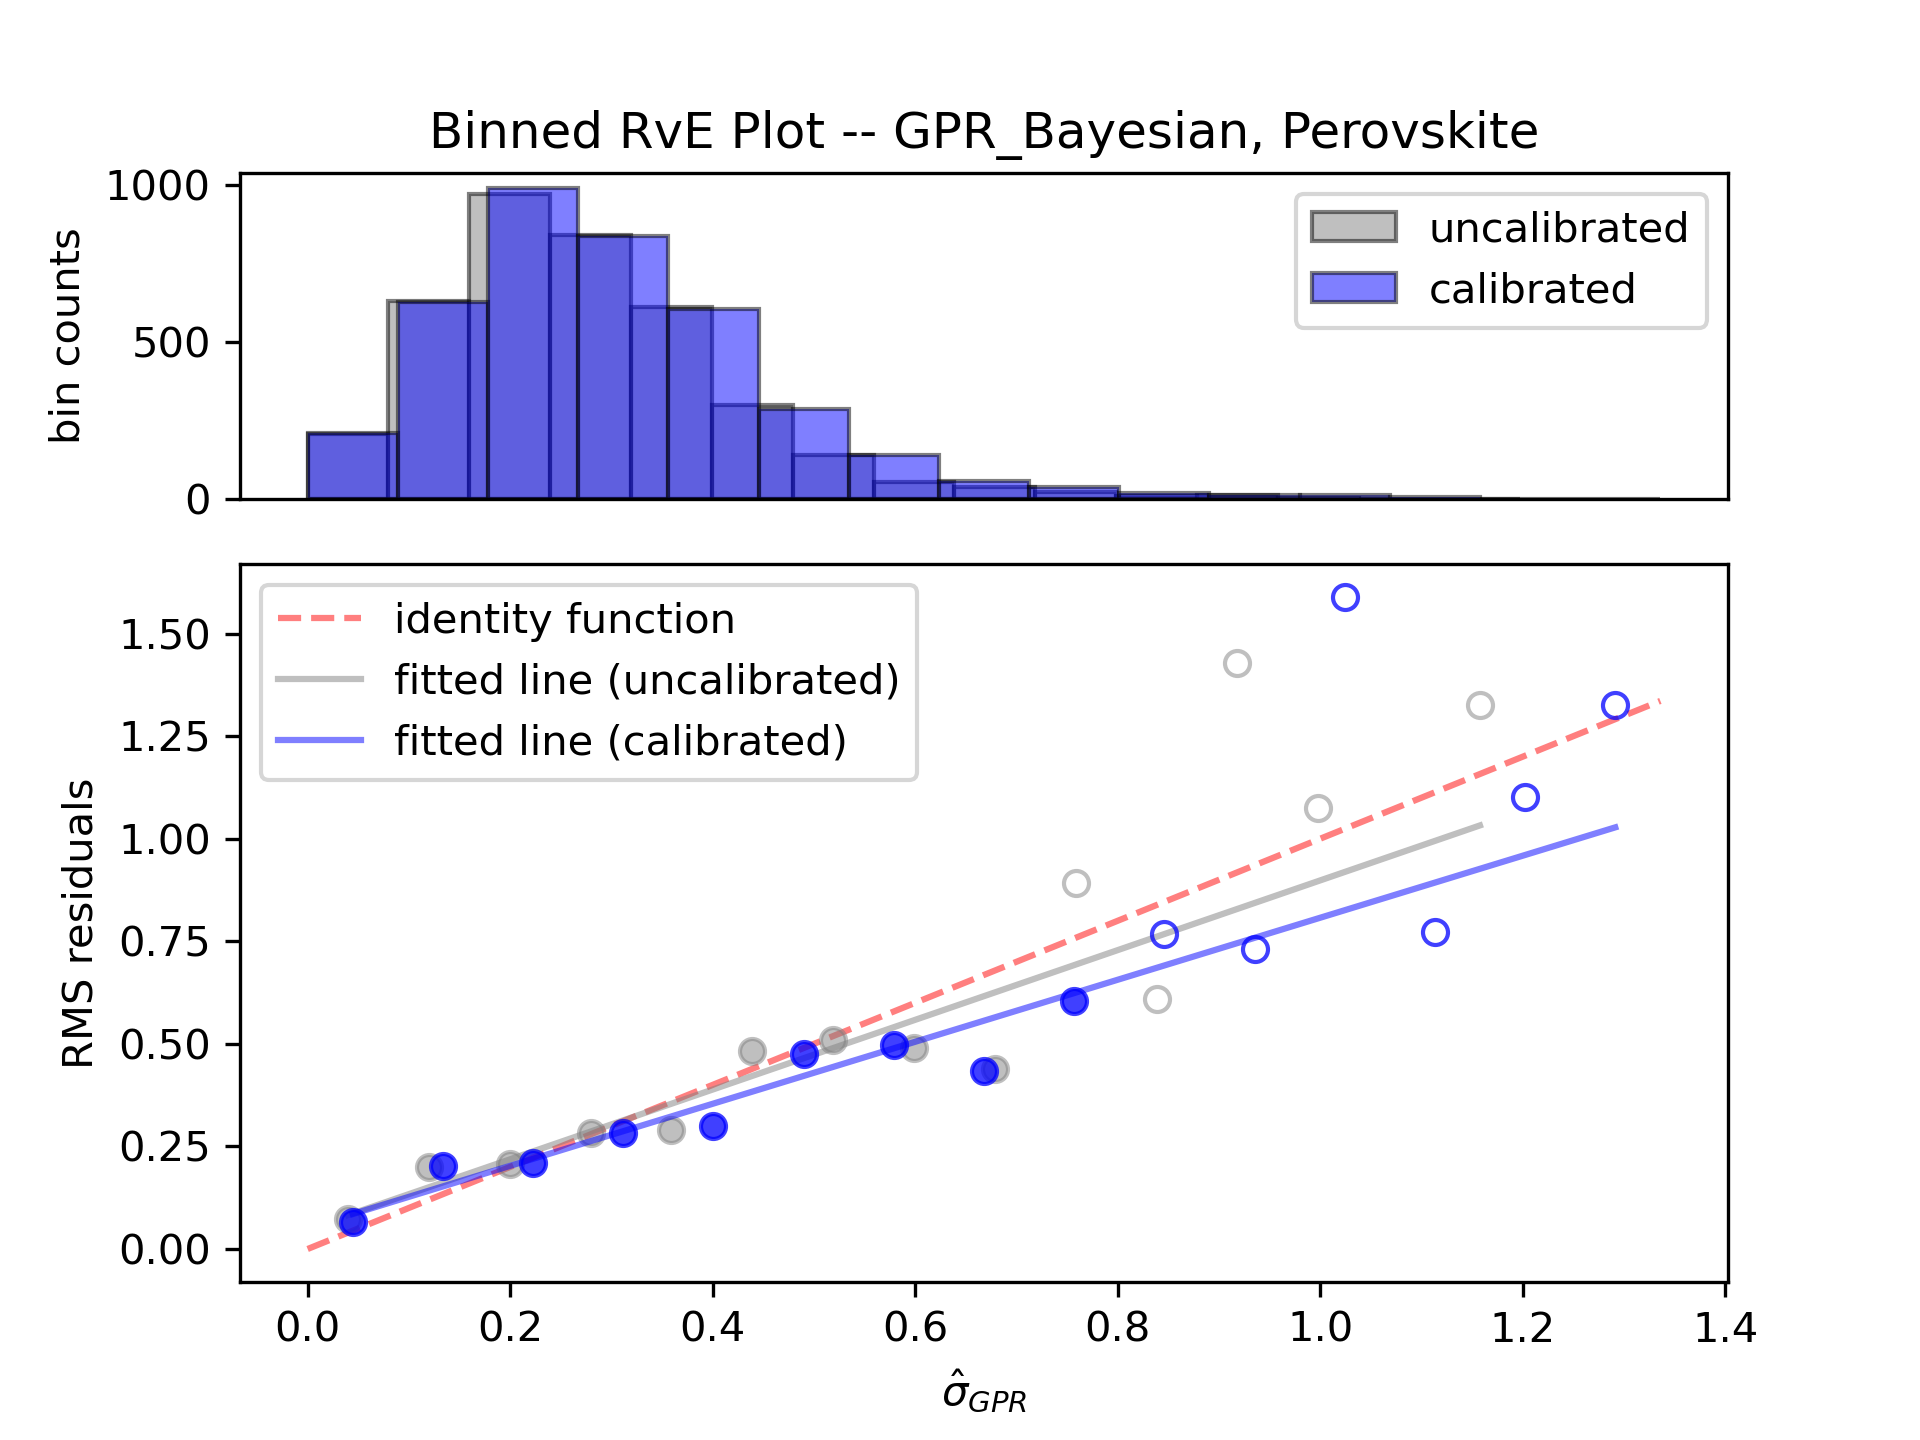 Binned RvE Plot -- GPR_Bayesian, Perovskite
bin counts
1000
500
0
uncalibrated
calibrated
RMS residuals
1.50
1.25
1.00
0.75
0.50
0.25
0.00
identity function
fitted line (uncalibrated)
fitted line (calibrated)
0.0 0.2 0.4 0.6 0.8 1.0 1.2 1.4
σ̂_GPR